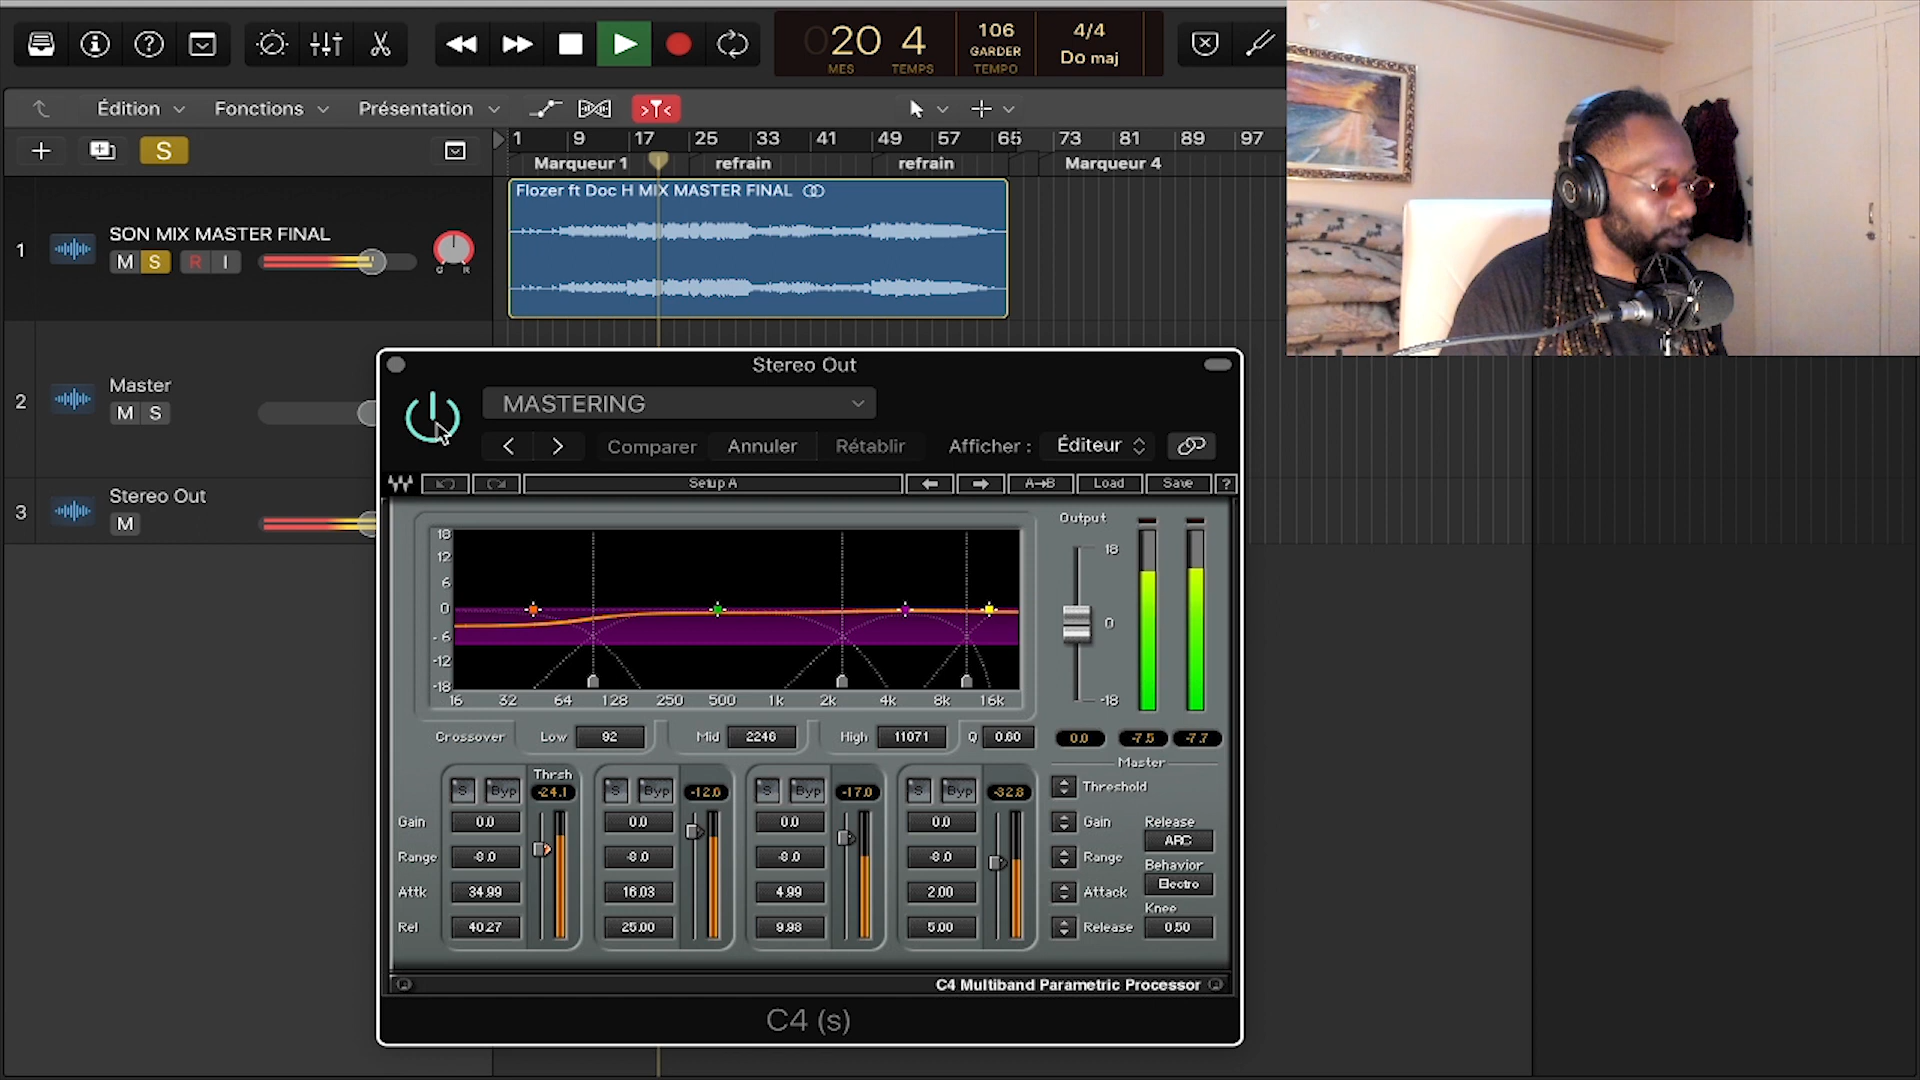 020 4
MES TEMPS
106
GARDER
TEMPO
4/4
Do maj
Édition Fonctions Présentation
S
1 9 17 25 33 41 49 57 65 73 81 89 97
Marqueur 1 refrain refrain Marqueur 4
Flozer ft Doc H MIX MASTER FINAL
1
SON MIX MASTER FINAL
M S R I
2
Master
M S
3
Stereo Out
M
Stereo Out
MASTERING
Comparer Annuler Rétablir Afficher : Éditeur
Setup A A→B Load Save ?
Output
18
12
6
0
-6
-12
-18
18
0
-18
16 32 64 128 250 500 1k 2k 4k 8k 16k
Crossover Low 92 Mid 2246 High 11071 Q 0.60
0.0 -7.5 -7.7
Master
Thrsh
S Byp -24.1 S Byp -12.6 S Byp -17.0 S Byp -32.8 Threshold
Gain 0.0 0.0 0.0 0.0 Gain
Release
ARC
Range -8.0 -8.0 -8.0 -8.0 Range
Behavior
Electro
Attk 34.99 16.03 4.99 2.00 Attack
Knee
Rel 40.27 25.00 9.98 5.00 Release 0.50
C4 Multiband Parametric Processor
C4 (s)